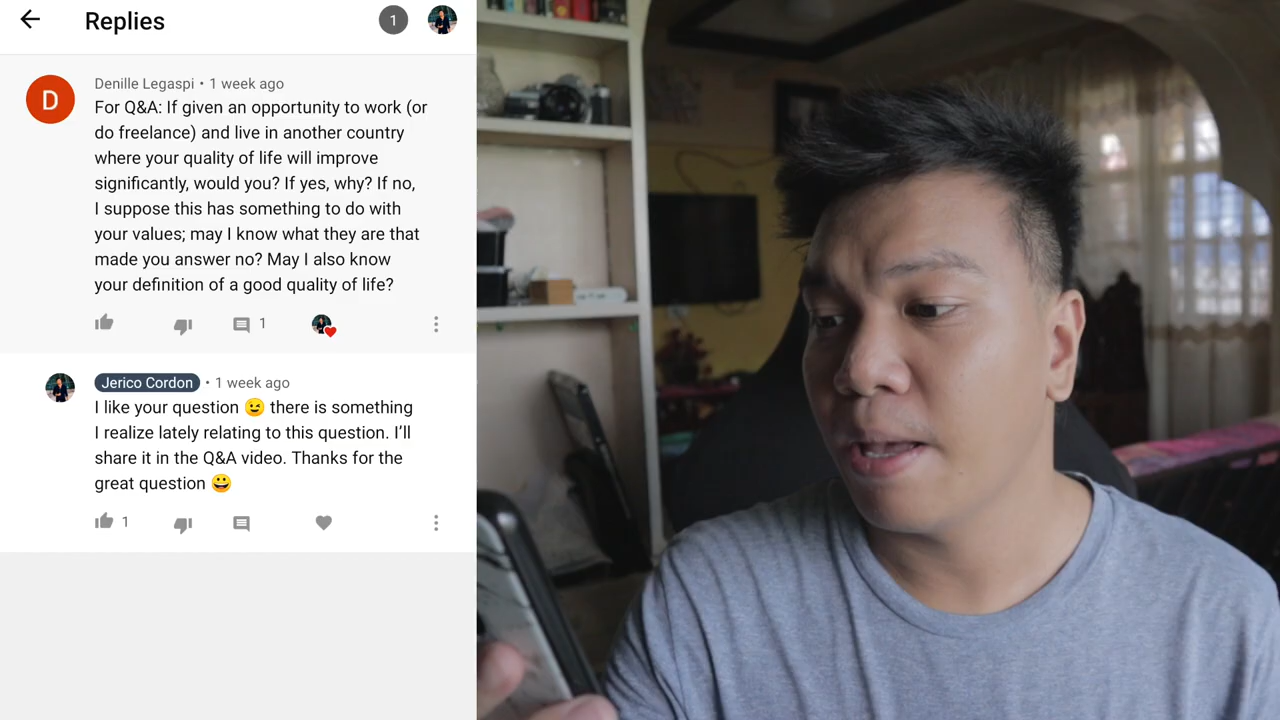 Replies
1
D
Denille Legaspi • 1 week ago
For Q&A: If given an opportunity to work (or
do freelance) and live in another country
where your quality of life will improve
significantly, would you? If yes, why? If no,
I suppose this has something to do with
your values; may I know what they are that
made you answer no? May I also know
your definition of a good quality of life?
1
Jerico Cordon • 1 week ago
I like your question 😉 there is something
I realize lately relating to this question. I’ll
share it in the Q&A video. Thanks for the
great question 😀
1